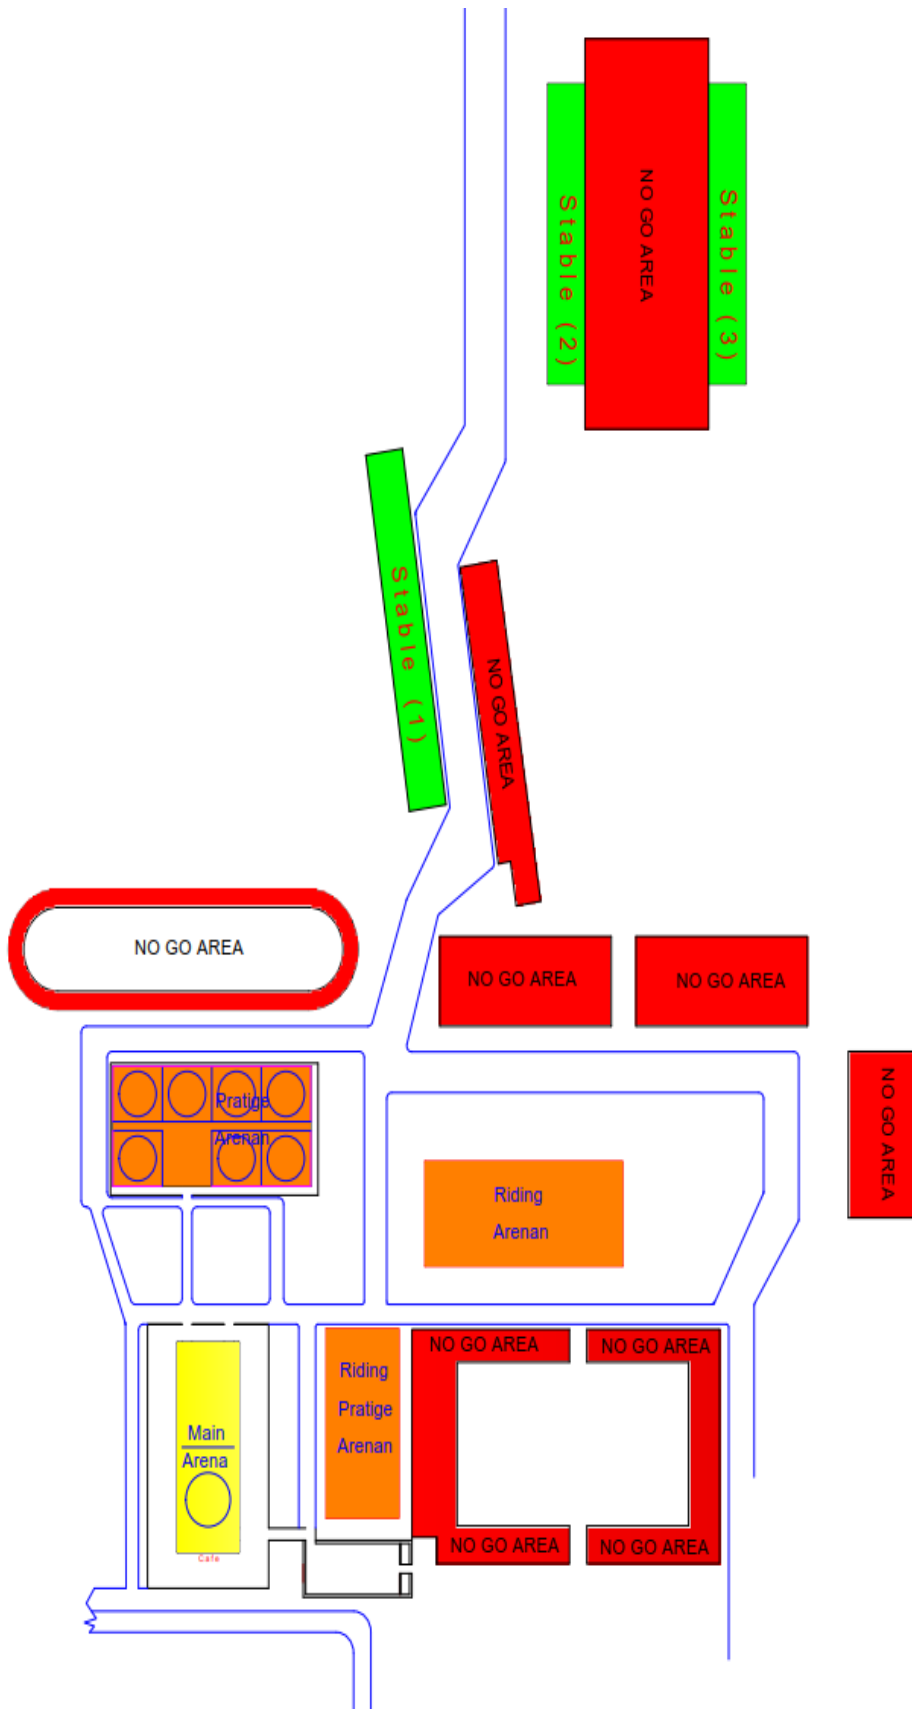 NO GO AREA
Stable (2)
Stable (3)
Stable (1)
NO GO AREA
NO GO AREA
NO GO AREA
NO GO AREA
NO GO AREA
Pratige
Arenan
Riding
Arenan
NO GO AREA
NO GO AREA
Riding
Pratige
Arenan
Main
Arena
NO GO AREA
NO GO AREA
Cafe